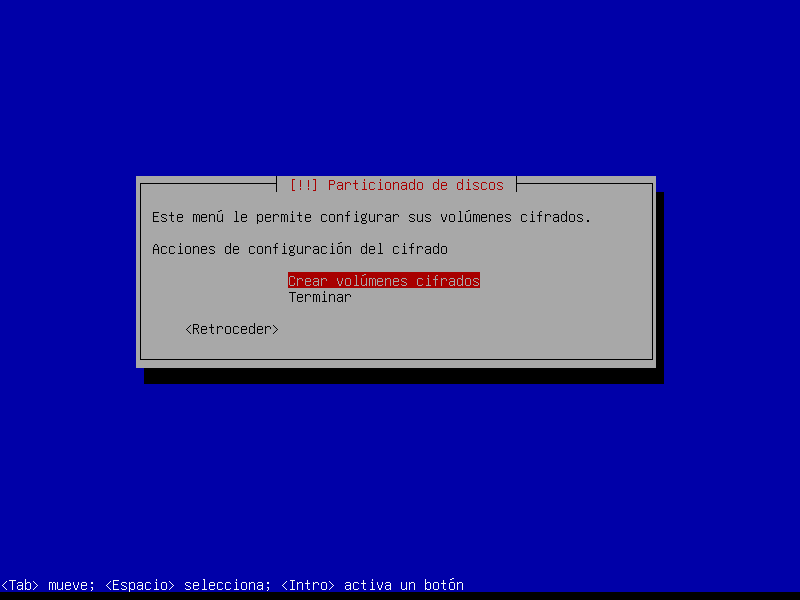 [!!] Particionado de discos
Este menú le permite configurar sus volúmenes cifrados.
Acciones de configuración del cifrado
Crear volúmenes cifrados
Terminar
<Retroceder>
<Tab> mueve; <Espacio> selecciona; <Intro> activa un botón